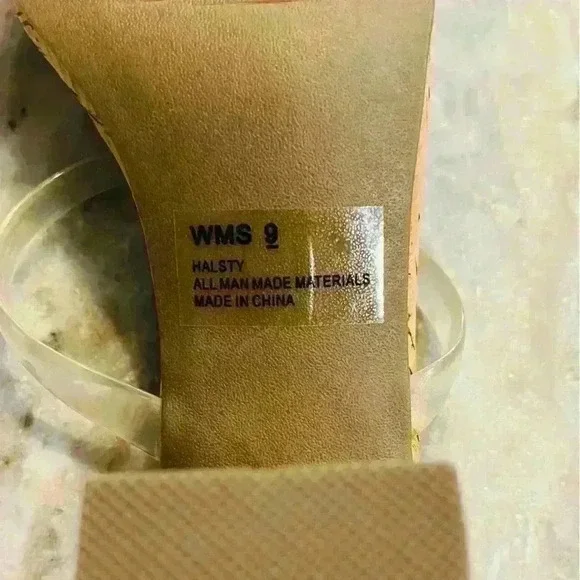 WMS 9
HALSTY
ALL MAN MADE MATERIALS
MADE IN CHINA